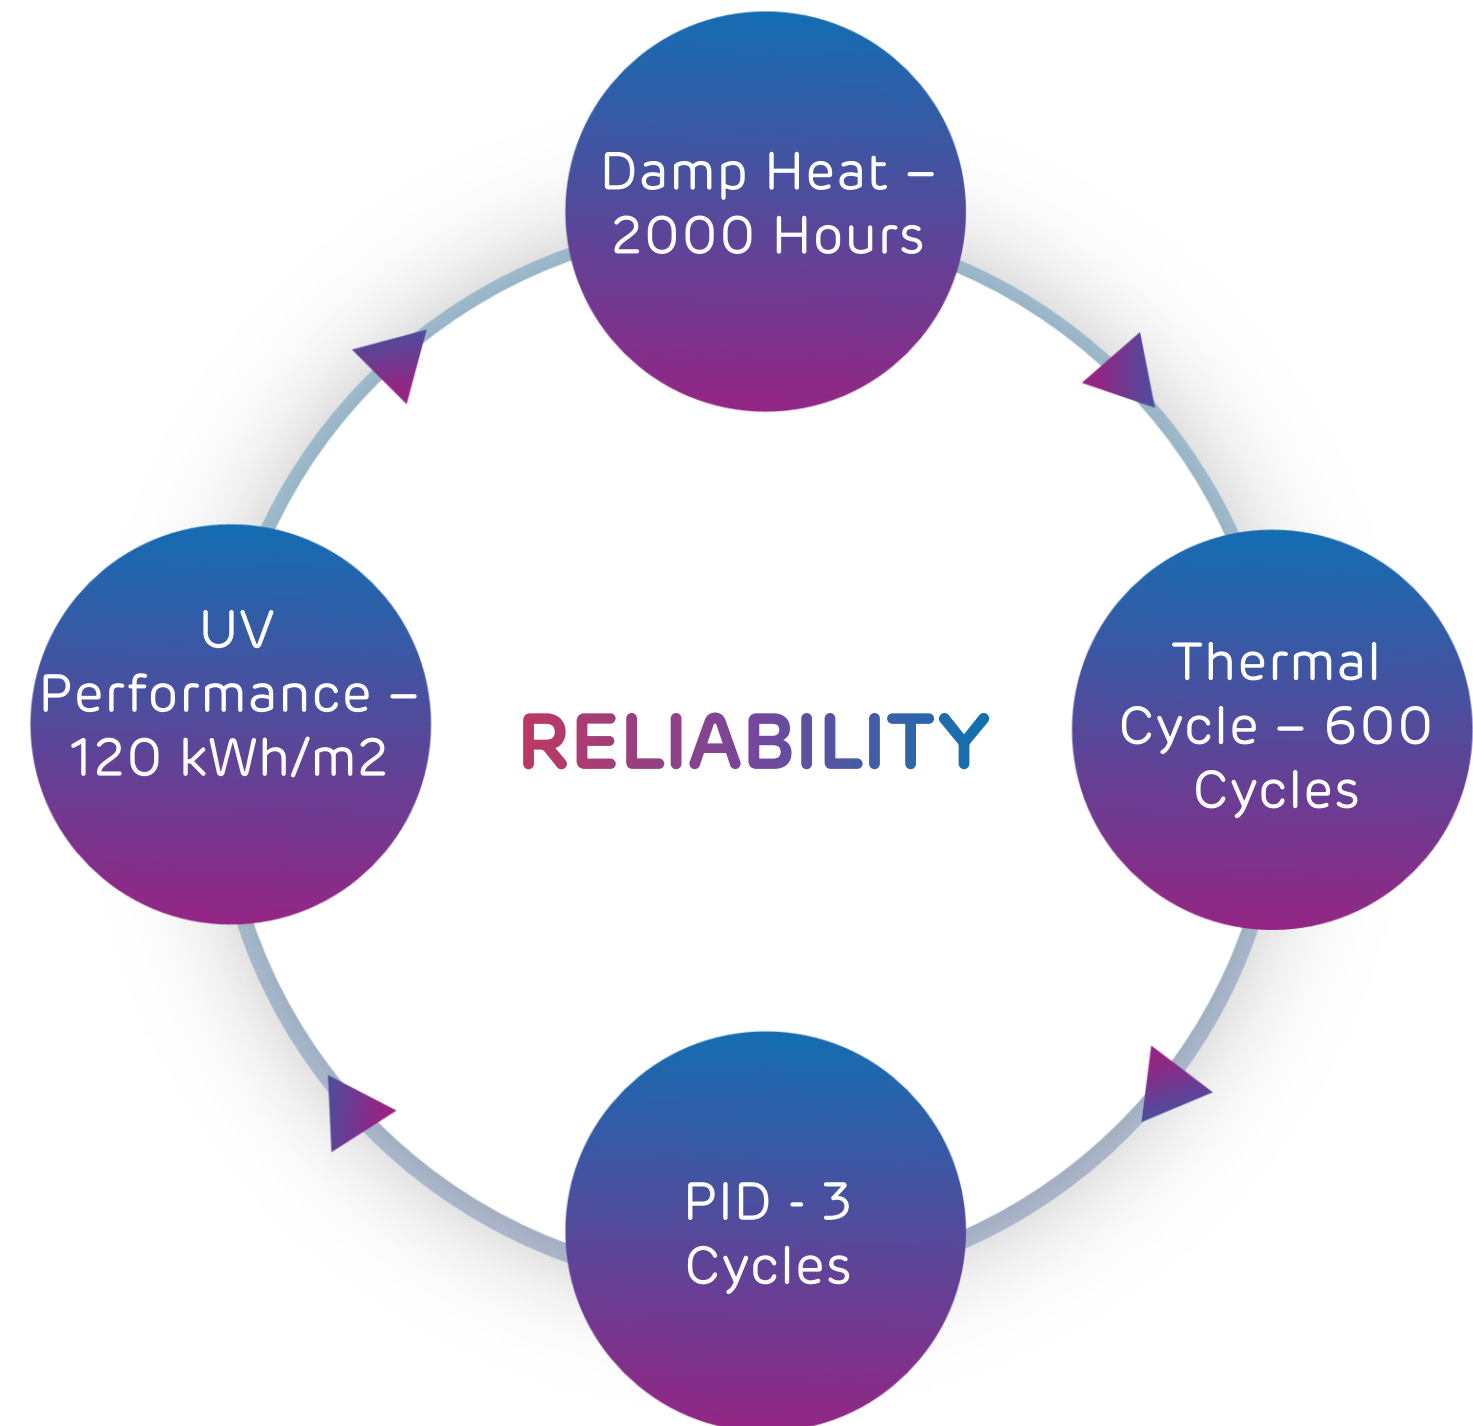 Damp Heat –
2000 Hours
UV
Performance –
120 kWh/m2
RELIABILITY
Thermal
Cycle – 600
Cycles
PID - 3
Cycles